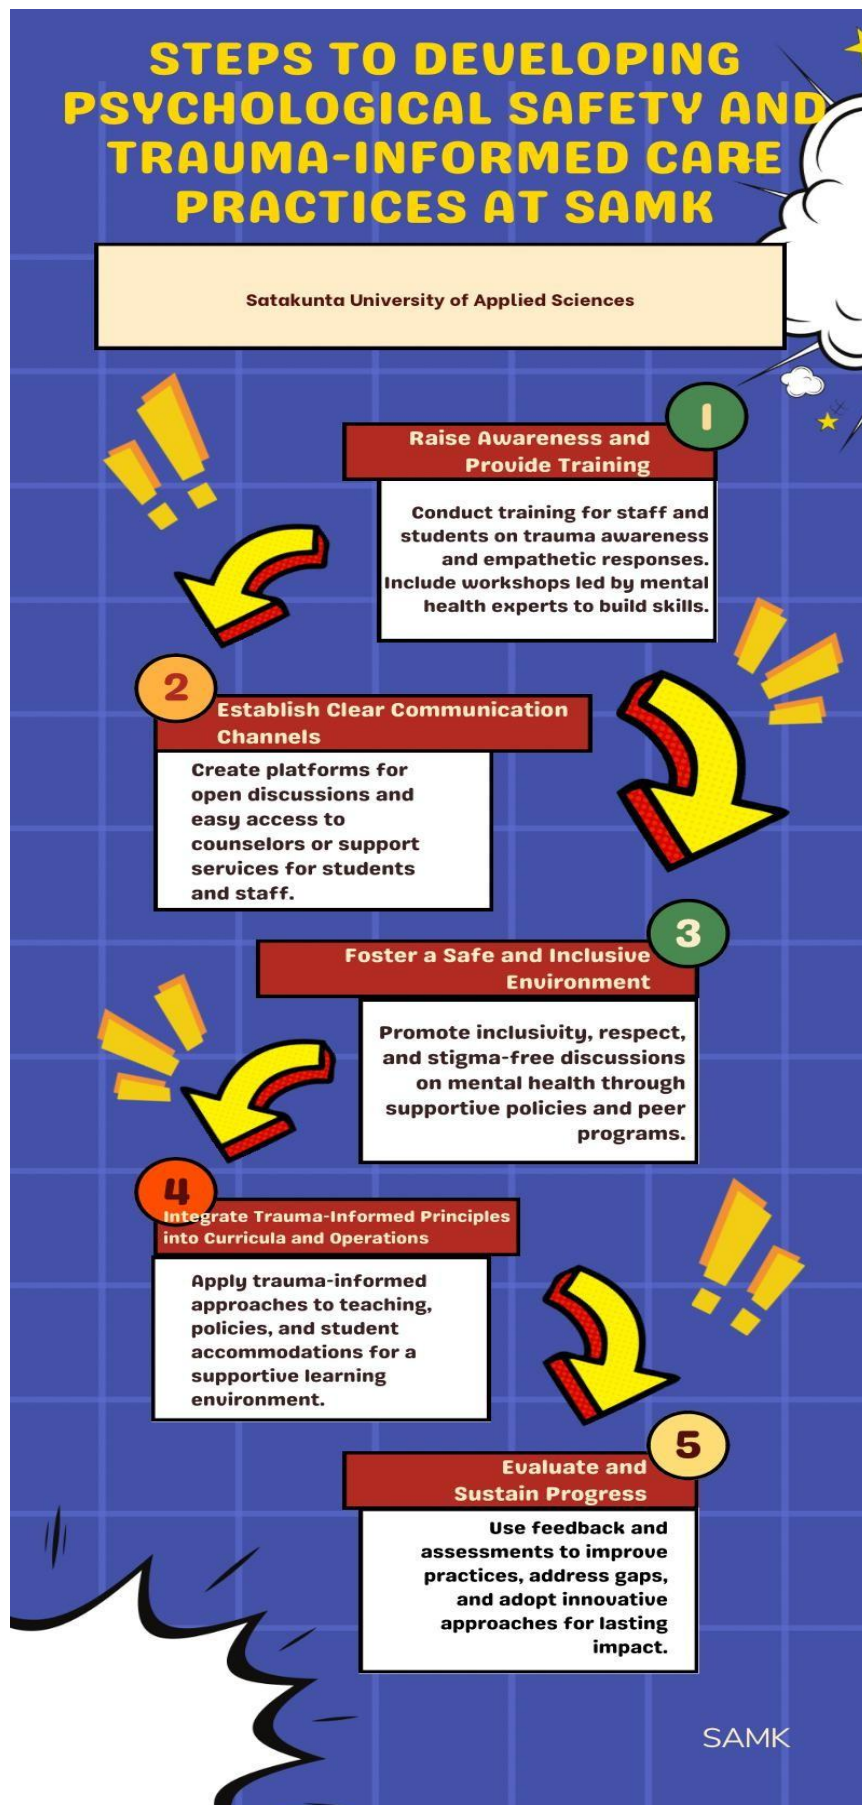 STEPS TO DEVELOPING
PSYCHOLOGICAL SAFETY AND
TRAUMA-INFORMED CARE
PRACTICES AT SAMK
Satakunta University of Applied Sciences
1
Raise Awareness and
Provide Training
Conduct training for staff and
students on trauma awareness
and empathetic responses.
Include workshops led by mental
health experts to build skills.
2
Establish Clear Communication
Channels
Create platforms for
open discussions and
easy access to
counselors or support
services for students
and staff.
3
Foster a Safe and Inclusive
Environment
Promote inclusivity, respect,
and stigma-free discussions
on mental health through
supportive policies and peer
programs.
4
Integrate Trauma-Informed Principles
into Curricula and Operations
Apply trauma-informed
approaches to teaching,
policies, and student
accommodations for a
supportive learning
environment.
5
Evaluate and
Sustain Progress
Use feedback and
assessments to improve
practices, address gaps,
and adopt innovative
approaches for lasting
impact.
SAMK